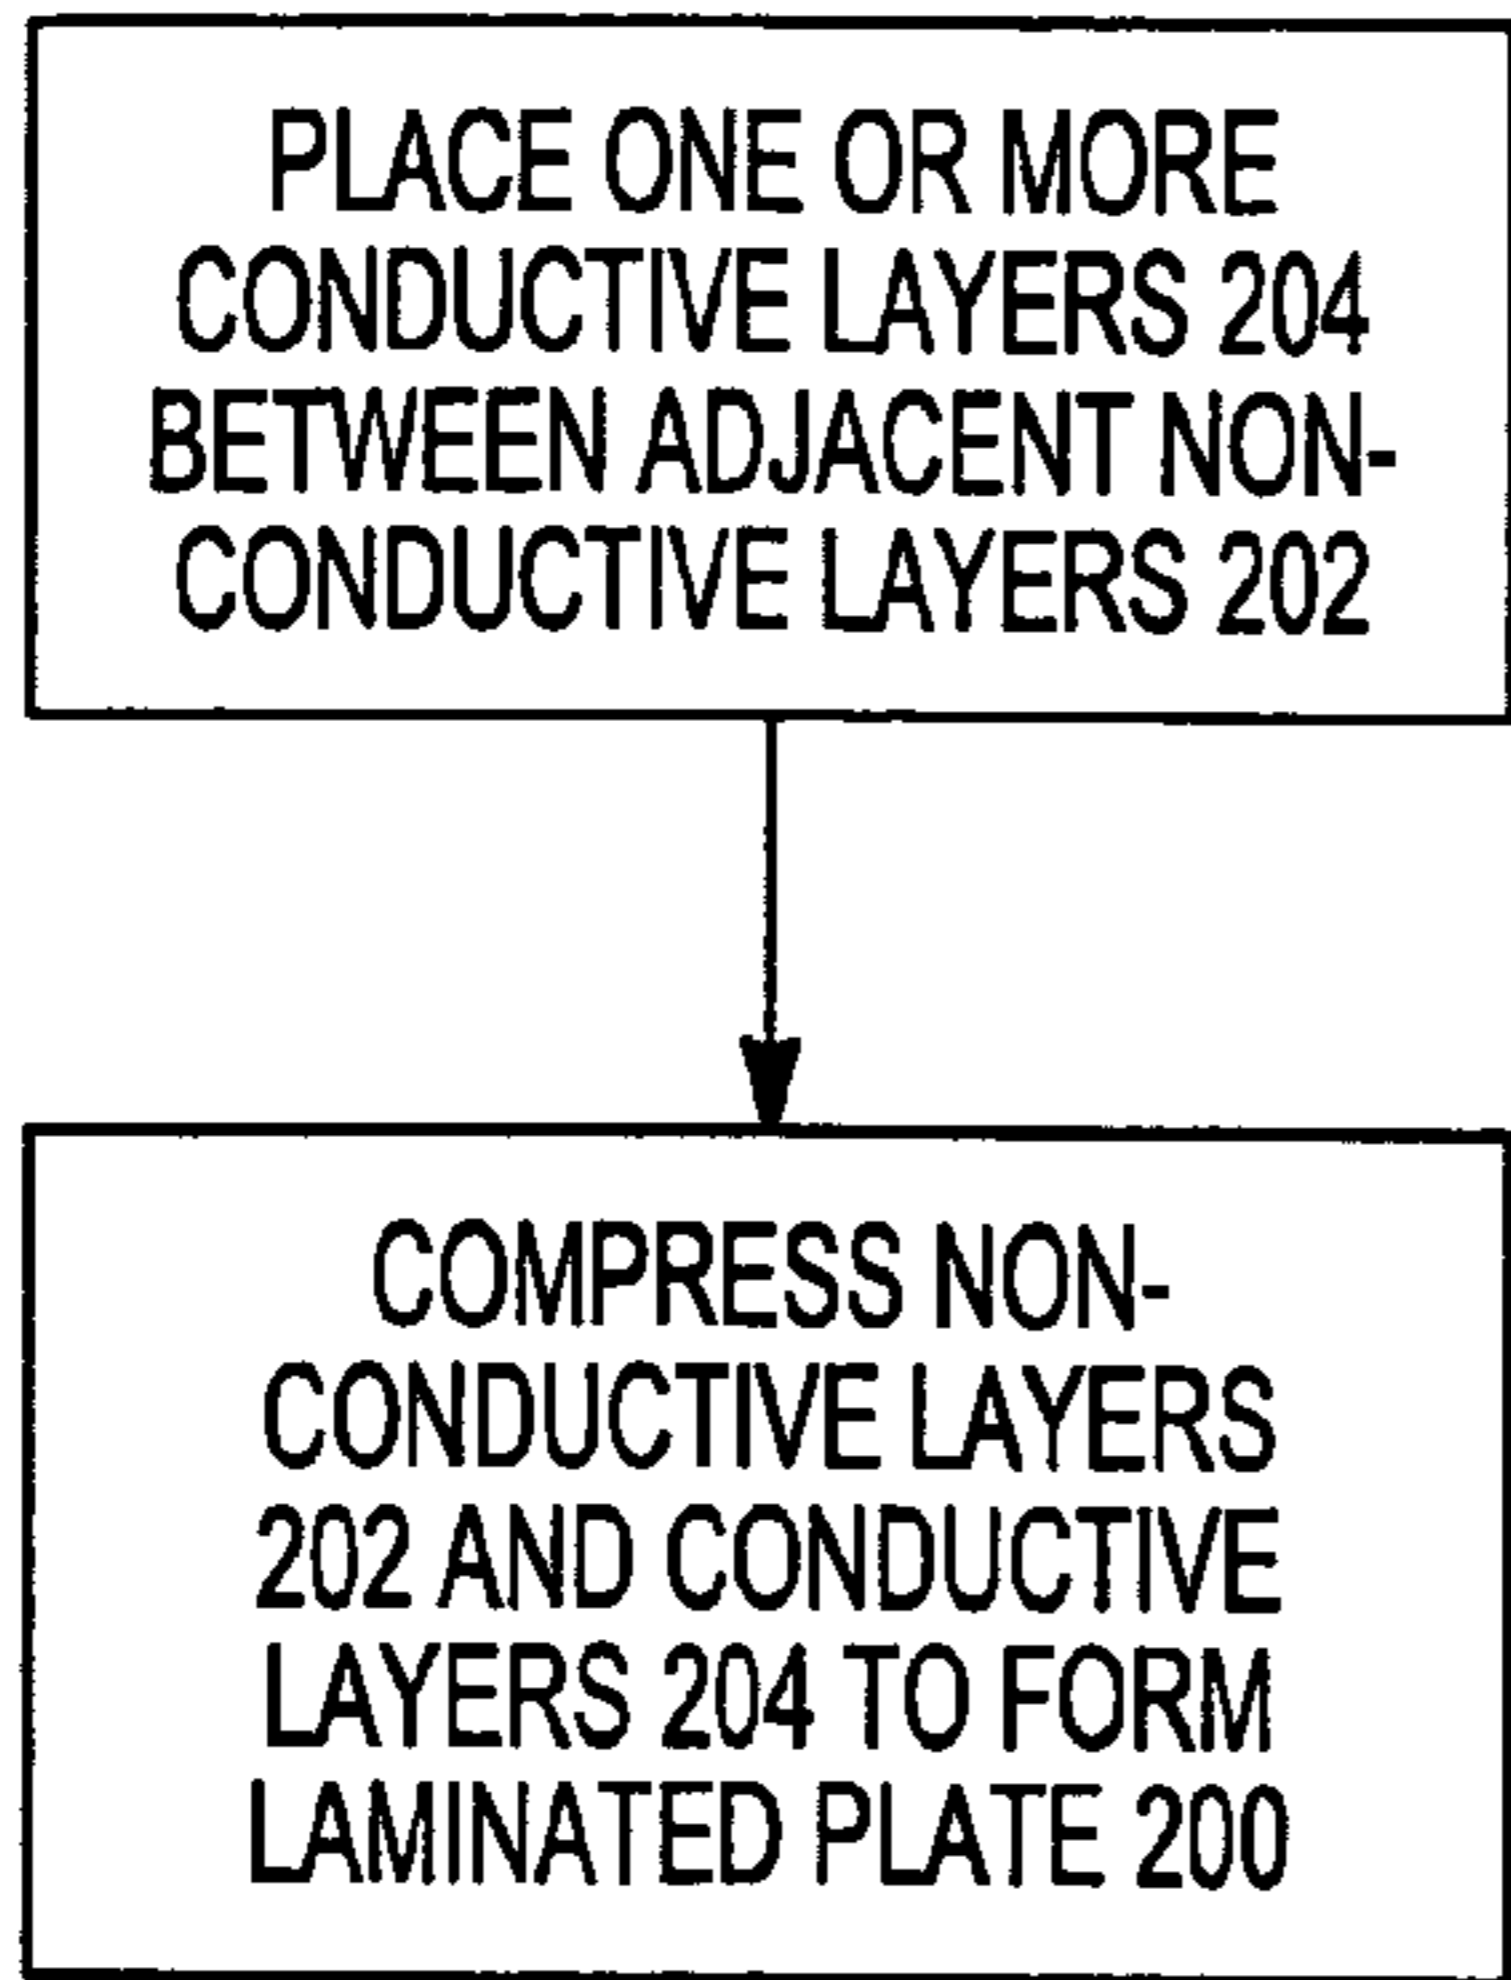 PLACE ONE OR MORE
CONDUCTIVE LAYERS 204
BETWEEN ADJACENT NON-
CONDUCTIVE LAYERS 202
COMPRESS NON-
CONDUCTIVE LAYERS
202 AND CONDUCTIVE
LAYERS 204 TO FORM
LAMINATED PLATE 200